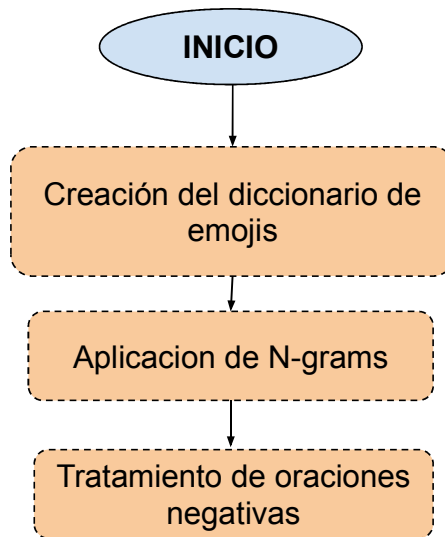 INICIO
Creación del diccionario de
emojis
Aplicacion de N-grams
Tratamiento de oraciones
negativas